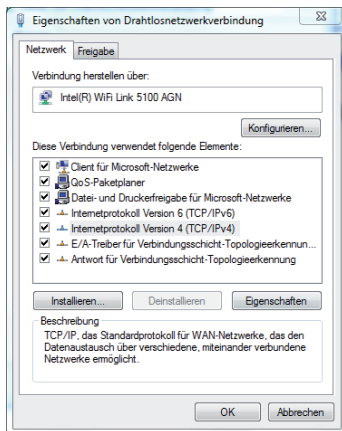 Eigenschaften von Drahtlosnetzwerkverbindung
Netzwerk Freigabe
Verbindung herstellen über:
Intel(R) WiFi Link 5100 AGN
Konfigurieren...
Diese Verbindung verwendet folgende Elemente:
Client für Microsoft-Netzwerke
QoS-Paketplaner
Datei- und Druckerfreigabe für Microsoft-Netzwerke
Internetprotokoll Version 6 (TCP/IPv6)
Internetprotokoll Version 4 (TCP/IPv4)
E/A-Treiber für Verbindungsschicht-Topologieerkennun...
Antwort für Verbindungsschicht-Topologieerkennung
Installieren... Deinstallieren Eigenschaften
Beschreibung
TCP/IP, das Standardprotokoll für WAN-Netzwerke, das den
Datenaustausch über verschiedene, miteinander verbundene
Netzwerke ermöglicht.
OK Abbrechen